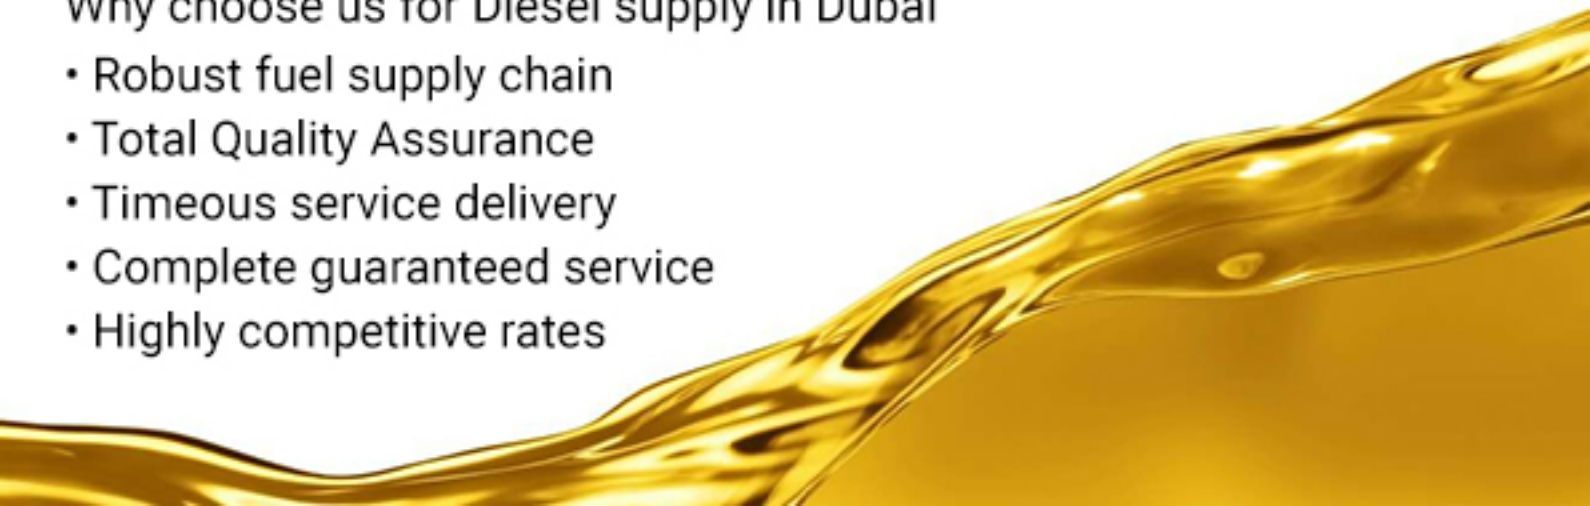 Why choose us for Diesel supply in Dubai
• Robust fuel supply chain
• Total Quality Assurance
• Timeous service delivery
• Complete guaranteed service
• Highly competitive rates